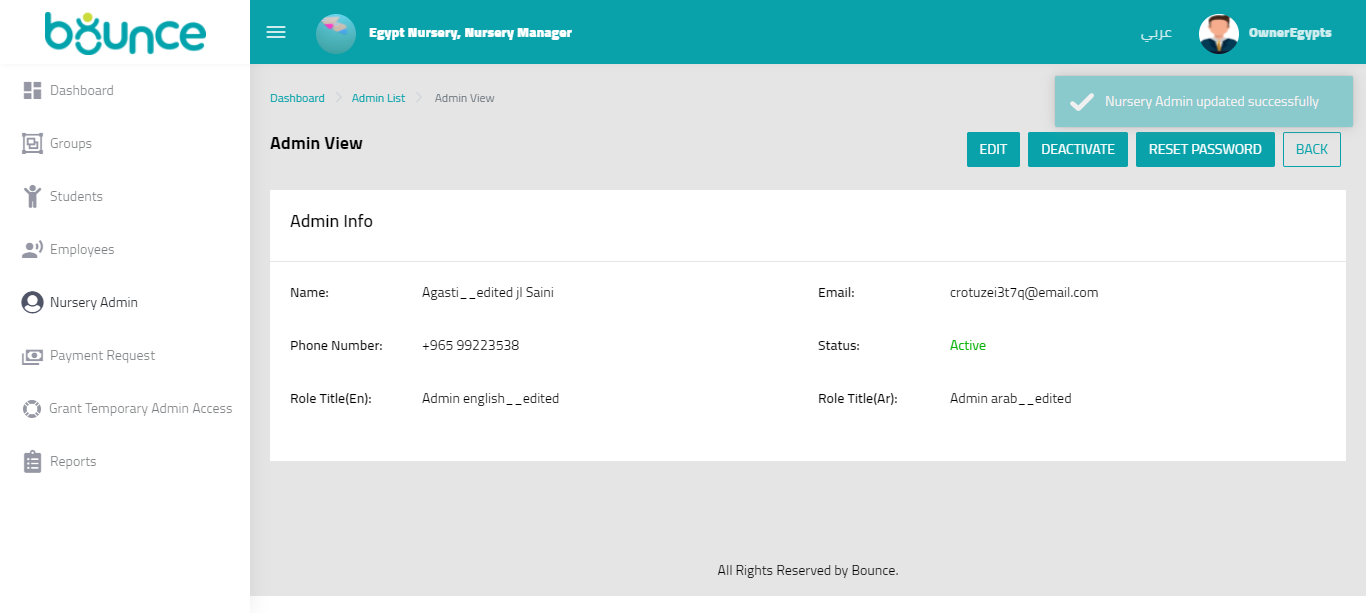 bounce
Egypt Nursery, Nursery Manager
عربي
OwnerEgypts
Dashboard
Groups
Students
Employees
Nursery Admin
Payment Request
Grant Temporary Admin Access
Reports
Dashboard > Admin List > Admin View
Nursery Admin updated successfully
Admin View
EDIT
DEACTIVATE
RESET PASSWORD
BACK
Admin Info
Name: Agasti__edited jl Saini
Email: crotuzei3t7q@email.com
Phone Number: +965 99223538
Status: Active
Role Title(En): Admin english__edited
Role Title(Ar): Admin arab__edited
All Rights Reserved by Bounce.